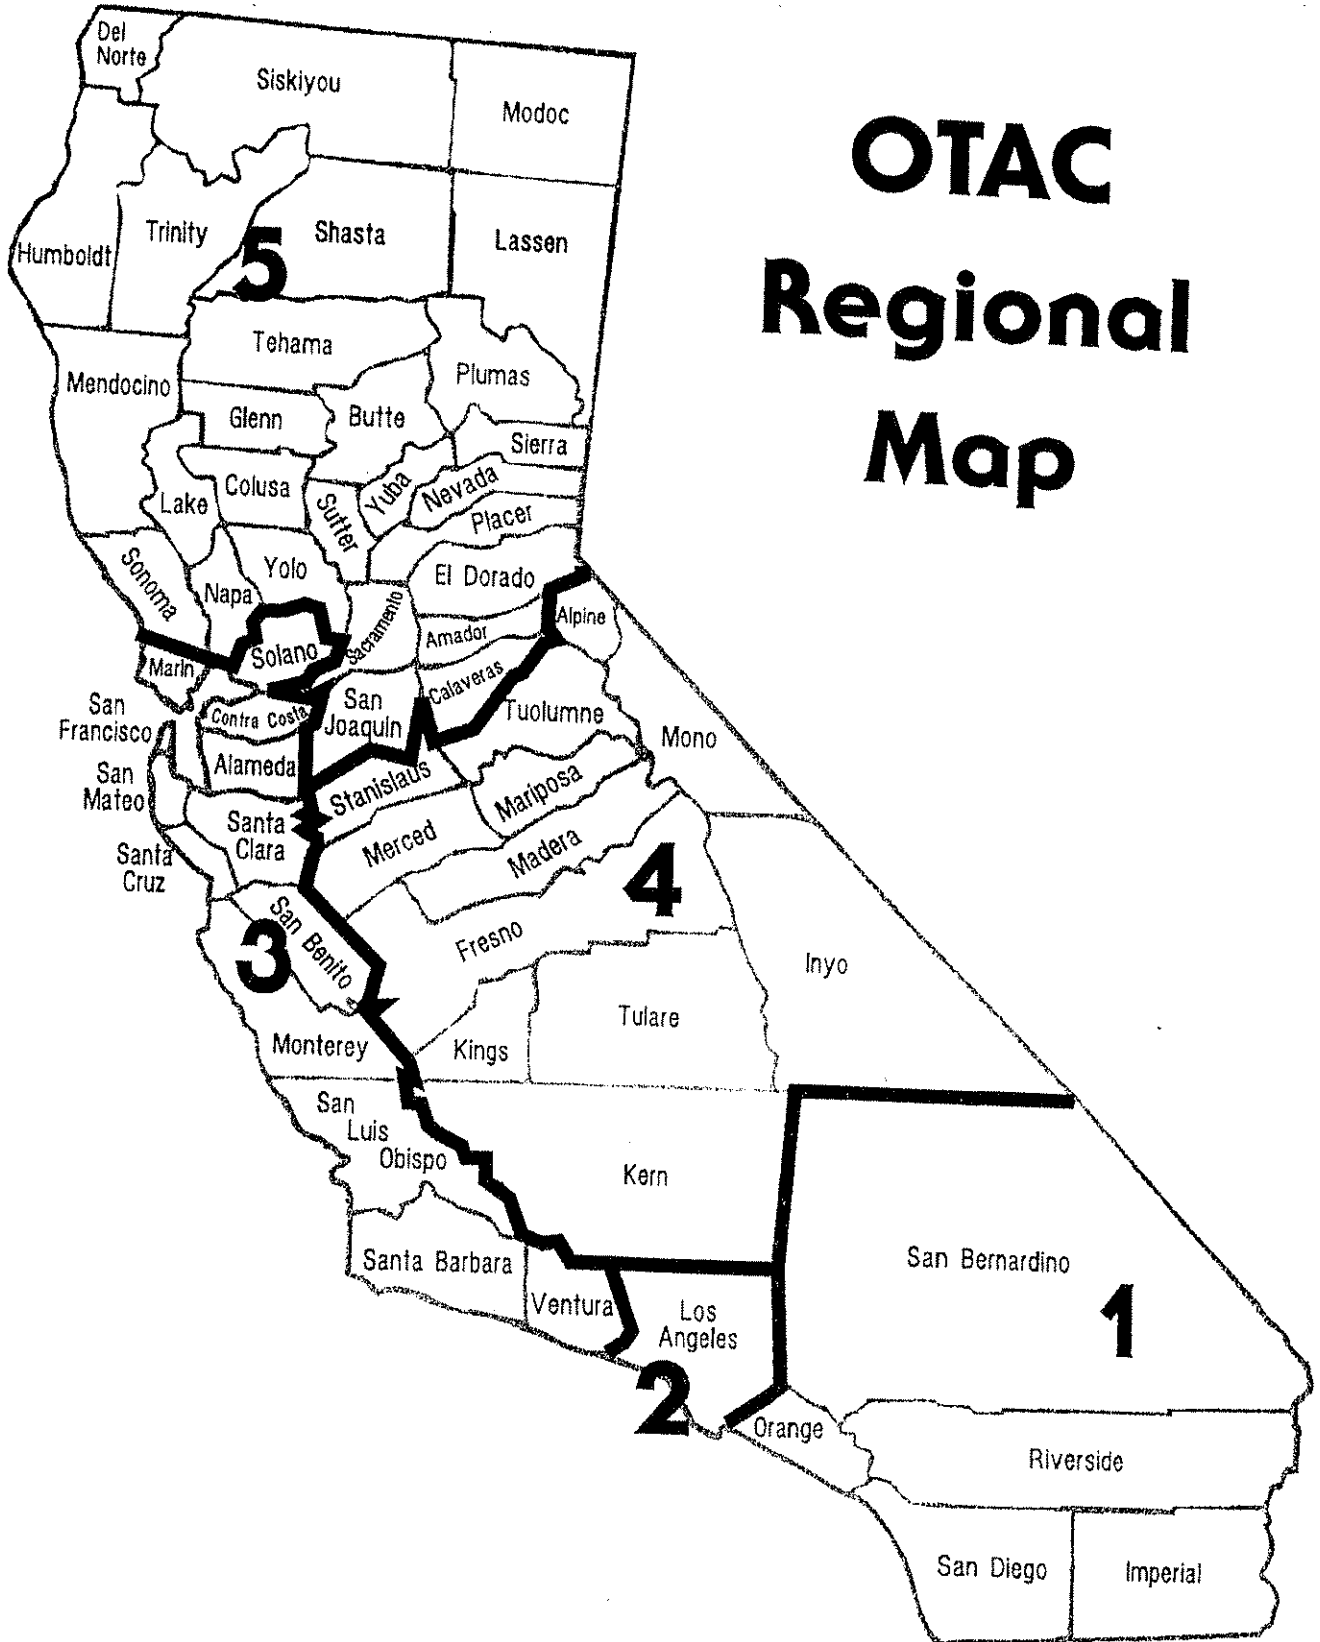 OTAC
Regional
Map
Del
Norte
Siskiyou
Modoc
Humboldt
Trinity
5
Shasta
Lassen
Tehama
Plumas
Mendocino
Glenn
Butte
Sierra
Lake
Colusa
Sutter
Yuba
Nevada
Placer
Sonoma
Napa
Yolo
El Dorado
Sacramento
Alpine
Amador
Marin
Solano
Calaveras
San
Francisco
Contra Costa
San
Joaquin
Tuolumne
Mono
San
Mateo
Alameda
Stanislaus
Mariposa
Santa
Clara
Merced
Madera
4
Santa
Cruz
San Benito
3
Fresno
Inyo
Monterey
Kings
Tulare
San
Luis
Obispo
Kern
Santa Barbara
Ventura
Los
Angeles
2
San Bernardino
1
Orange
Riverside
San Diego
Imperial